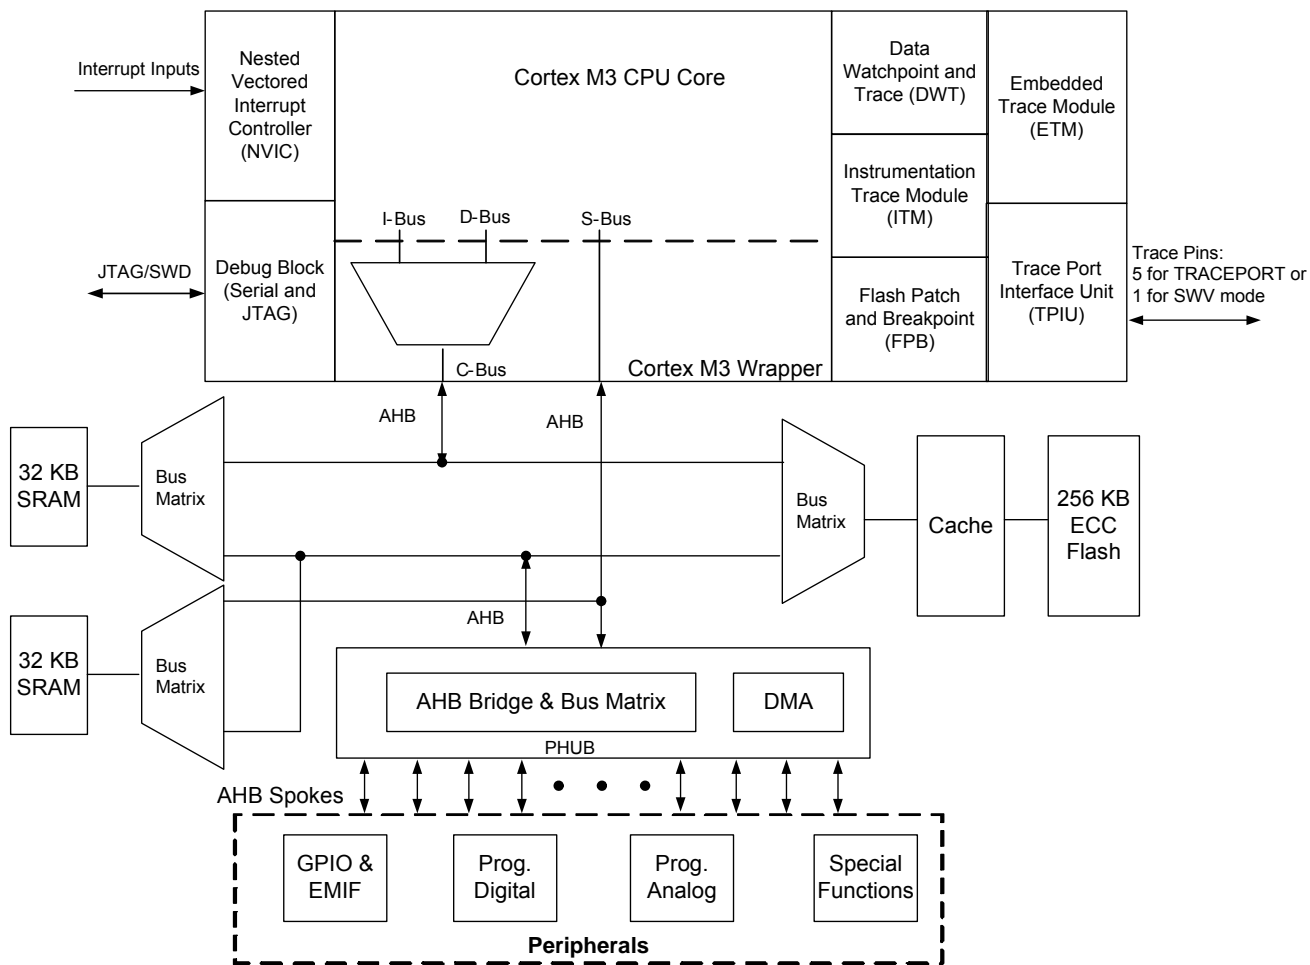 Interrupt Inputs
Nested
Vectored
Interrupt
Controller
(NVIC)
Cortex M3 CPU Core
Data
Watchpoint and
Trace (DWT)
Embedded
Trace Module
(ETM)
Instrumentation
Trace Module
(ITM)
I-Bus
D-Bus
S-Bus
JTAG/SWD
Debug Block
(Serial and
JTAG)
Flash Patch
and Breakpoint
(FPB)
Trace Port
Interface Unit
(TPIU)
Trace Pins:
5 for TRACEPORT or
1 for SWV mode
C-Bus
Cortex M3 Wrapper
AHB
AHB
32 KB
SRAM
Bus
Matrix
Bus
Matrix
Cache
256 KB
ECC
Flash
AHB
32 KB
SRAM
Bus
Matrix
AHB Bridge & Bus Matrix
DMA
PHUB
AHB Spokes
GPIO &
EMIF
Prog.
Digital
Prog.
Analog
Special
Functions
Peripherals